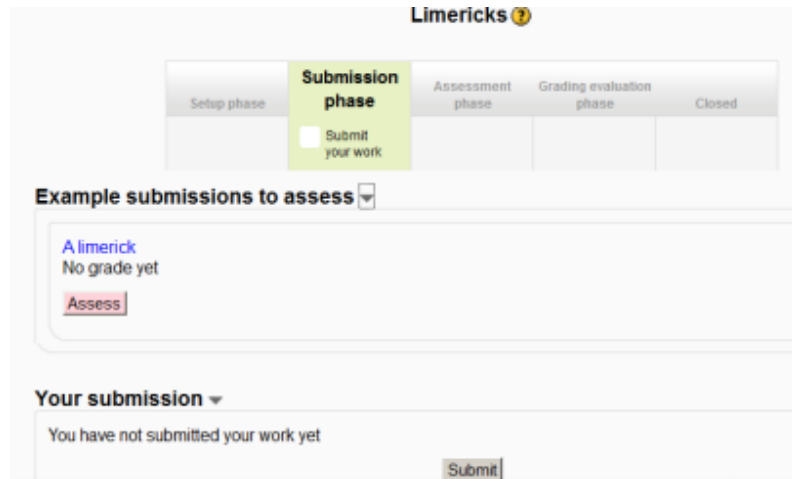 Limericks
Setup phase
Submission
phase
Assessment
phase
Grading evaluation
phase
Closed
Submit
your work
Example submissions to assess
A limerick
No grade yet
Assess
Your submission
You have not submitted your work yet
Submit